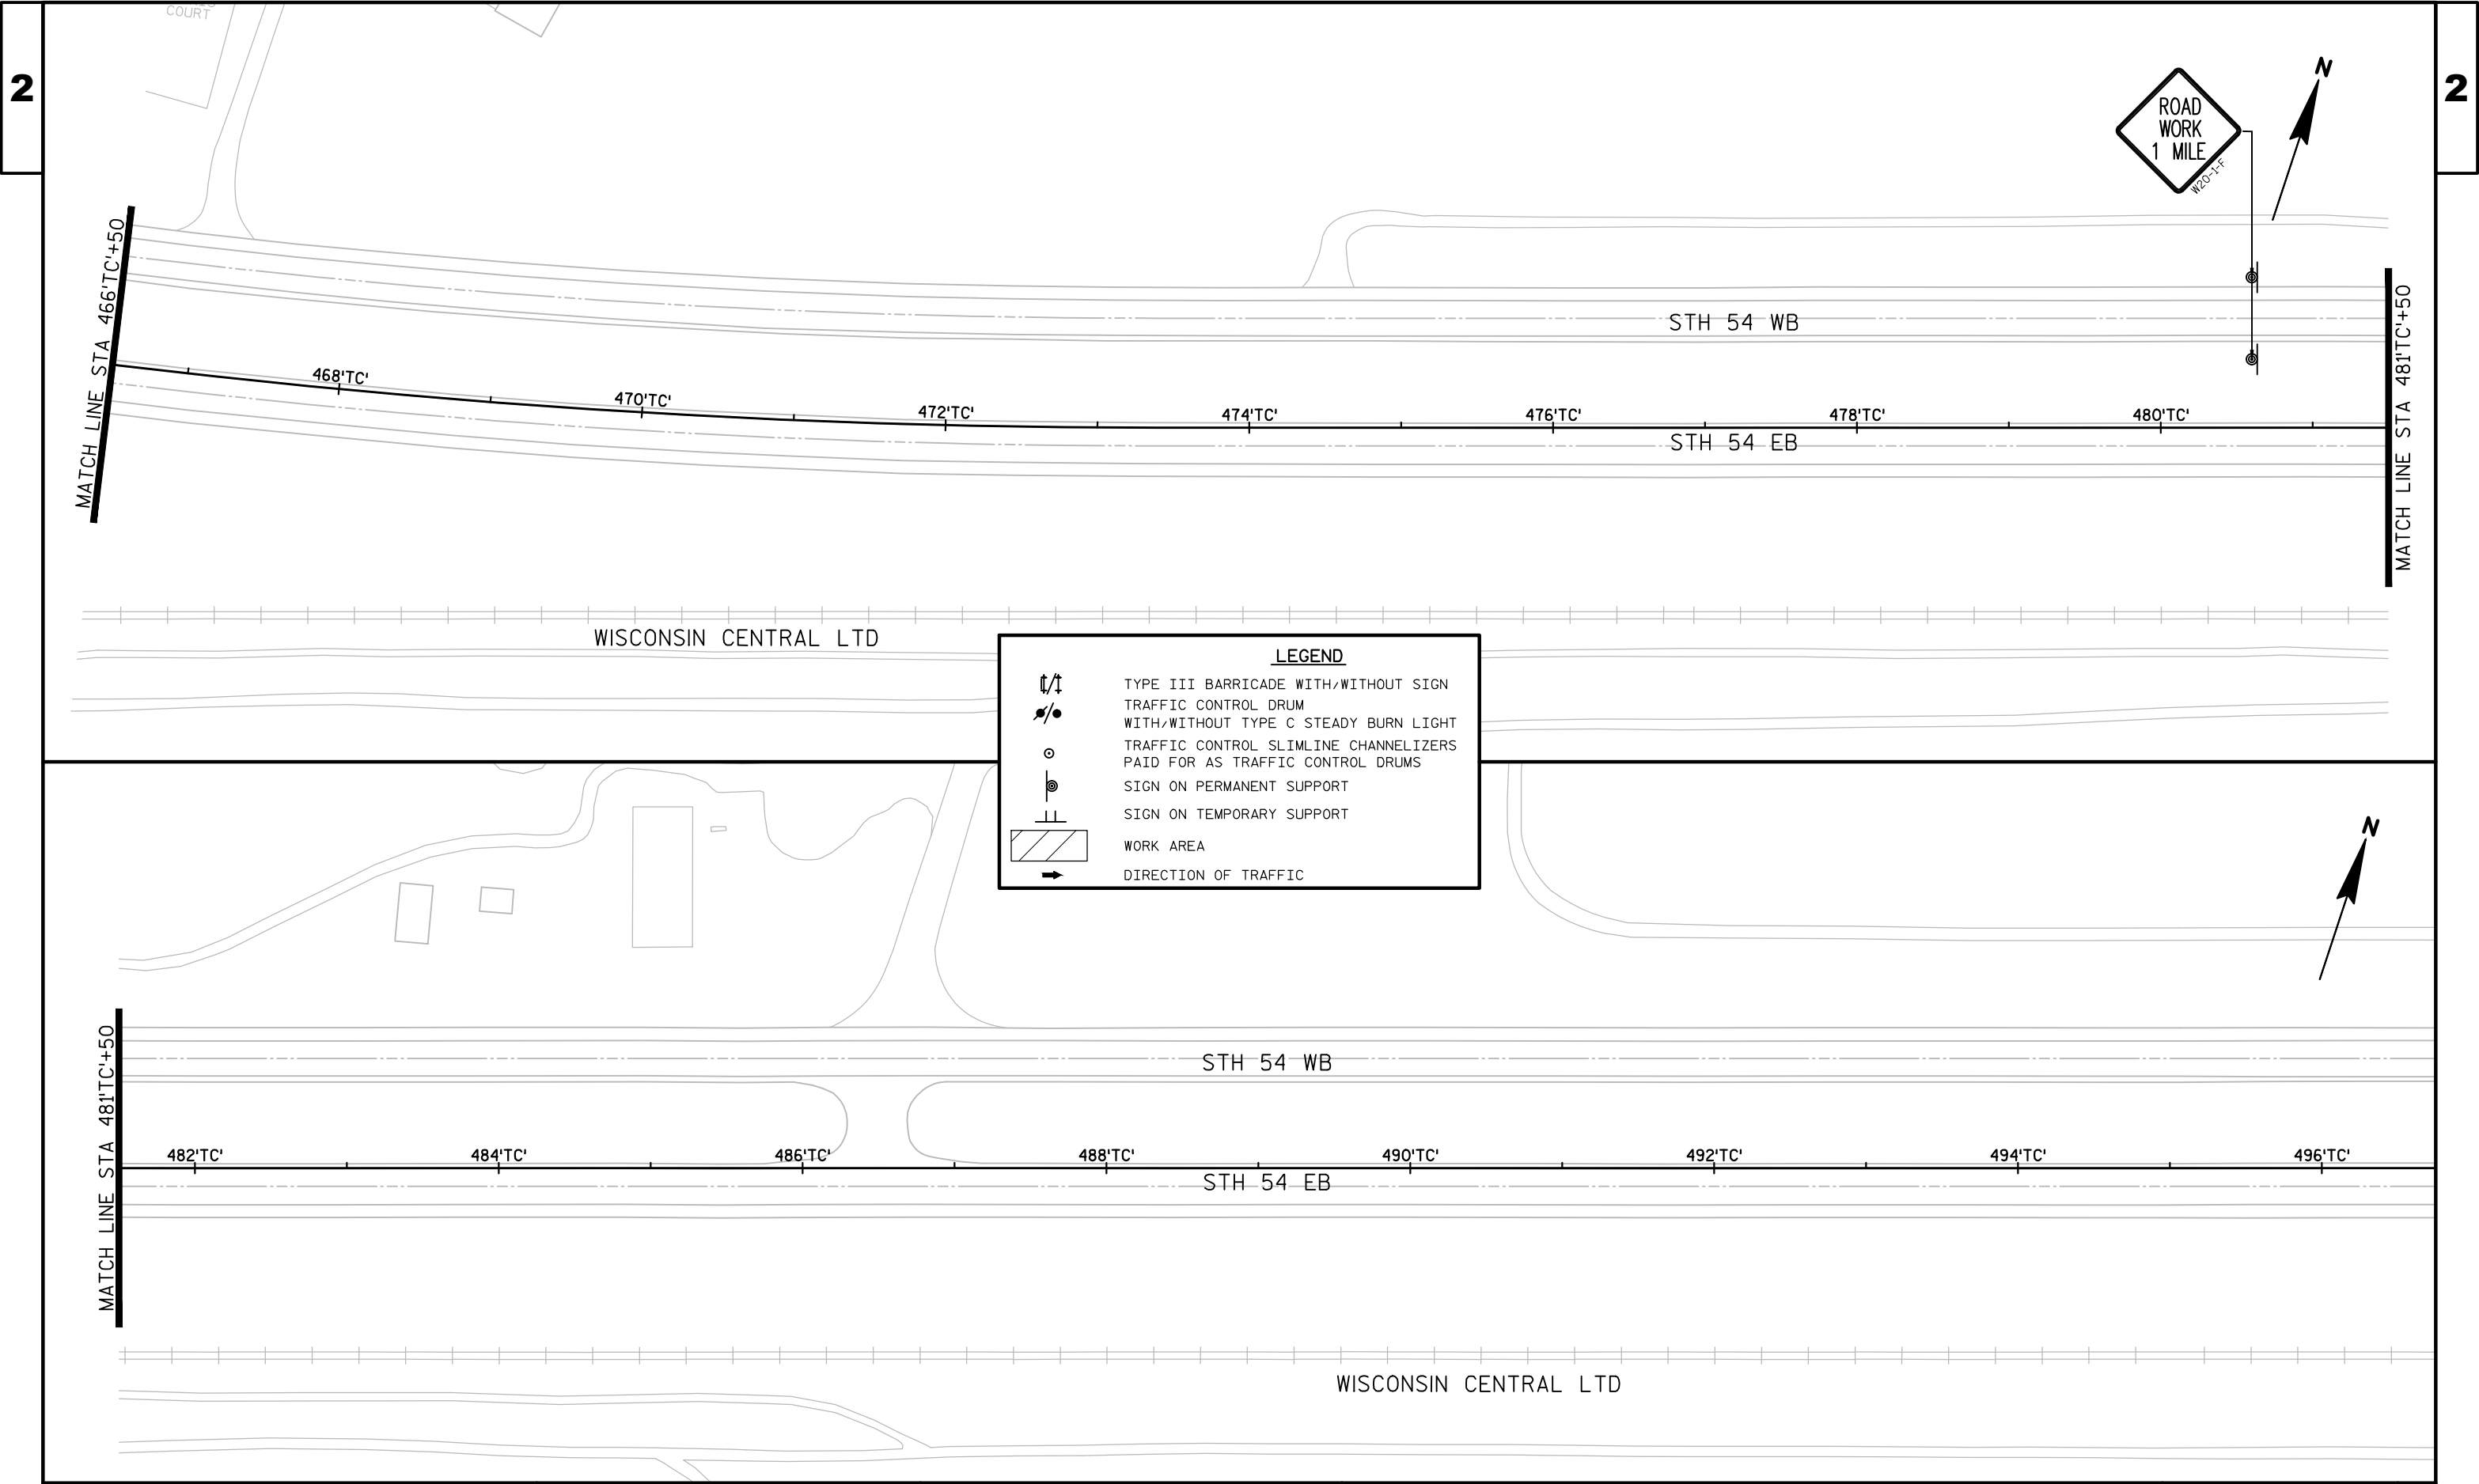 COURT
2
2
N
ROAD
WORK
1 MILE
W20-1-F
MATCH LINE STA 466'TC'+50
STH 54 WB
468'TC'
470'TC'
472'TC'
474'TC'
476'TC'
478'TC'
480'TC'
STH 54 EB
MATCH LINE STA 481'TC'+50
WISCONSIN CENTRAL LTD
LEGEND
TYPE III BARRICADE WITH/WITHOUT SIGN
TRAFFIC CONTROL DRUM
WITH/WITHOUT TYPE C STEADY BURN LIGHT
TRAFFIC CONTROL SLIMLINE CHANNELIZERS
PAID FOR AS TRAFFIC CONTROL DRUMS
SIGN ON PERMANENT SUPPORT
SIGN ON TEMPORARY SUPPORT
WORK AREA
DIRECTION OF TRAFFIC
N
MATCH LINE STA 481'TC'+50
STH 54 WB
482'TC'
484'TC'
486'TC'
488'TC'
490'TC'
492'TC'
494'TC'
496'TC'
STH 54 EB
WISCONSIN CENTRAL LTD